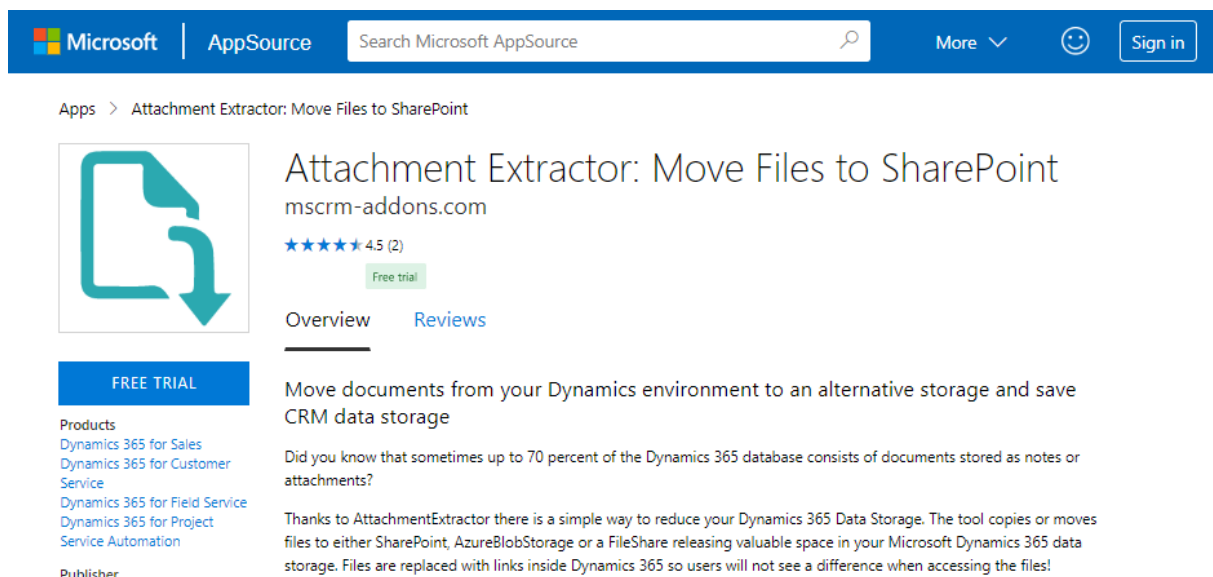 Microsoft AppSource Search Microsoft AppSource More Sign in
Apps > Attachment Extractor: Move Files to SharePoint
Attachment Extractor: Move Files to SharePoint
mscrm-addons.com
4.5 (2)
Free trial
Overview Reviews
FREE TRIAL
Products
Dynamics 365 for Sales
Dynamics 365 for Customer
Service
Dynamics 365 for Field Service
Dynamics 365 for Project
Service Automation
Publisher
Move documents from your Dynamics environment to an alternative storage and save
CRM data storage
Did you know that sometimes up to 70 percent of the Dynamics 365 database consists of documents stored as notes or
attachments?
Thanks to AttachmentExtractor there is a simple way to reduce your Dynamics 365 Data Storage. The tool copies or moves
files to either SharePoint, AzureBlobStorage or a FileShare releasing valuable space in your Microsoft Dynamics 365 data
storage. Files are replaced with links inside Dynamics 365 so users will not see a difference when accessing the files!